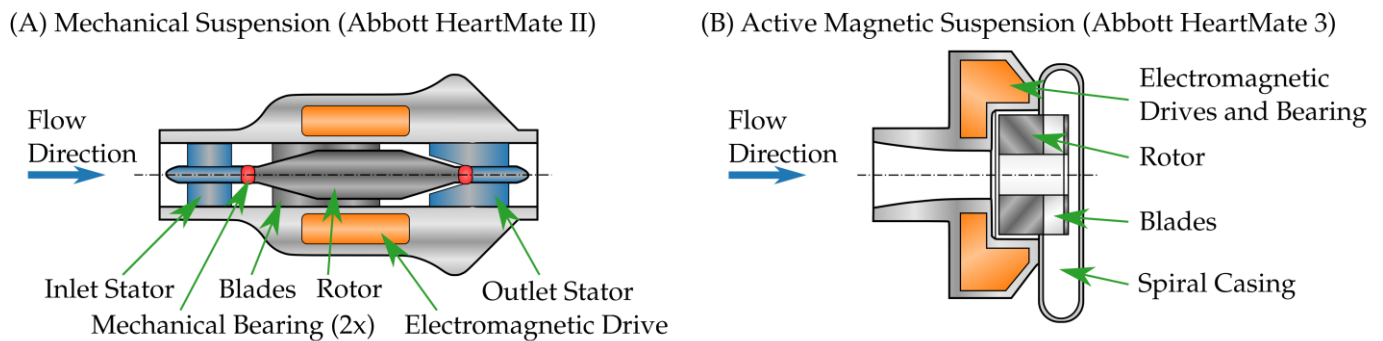 (A) Mechanical Suspension (Abbott HeartMate II)
Flow
Direction
Inlet Stator
Blades
Rotor
Outlet Stator
Mechanical Bearing (2x)
Electromagnetic Drive
(B) Active Magnetic Suspension (Abbott HeartMate 3)
Flow
Direction
Electromagnetic
Drives and Bearing
Rotor
Blades
Spiral Casing